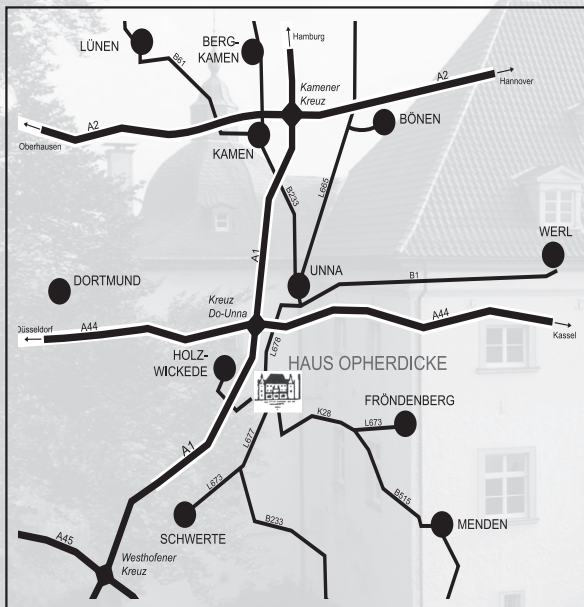 LÜNEN
BERG-
KAMEN
Hamburg
B61
A2
Hannover
Kamener
Kreuz
A2
Oberhausen
KAMEN
BÖNEN
B233
L665
A1
WERL
UNNA
B1
DORTMUND
Kreuz
Do-Unna
Düsseldorf
A44
A44
Kassel
L678
HOLZ-
WICKEDE
HAUS OPHERDICKE
FRÖNDENBERG
K28
L673
A1
L677
L673
B515
SCHWERTE
B233
MENDEN
A45
Westhofener
Kreuz